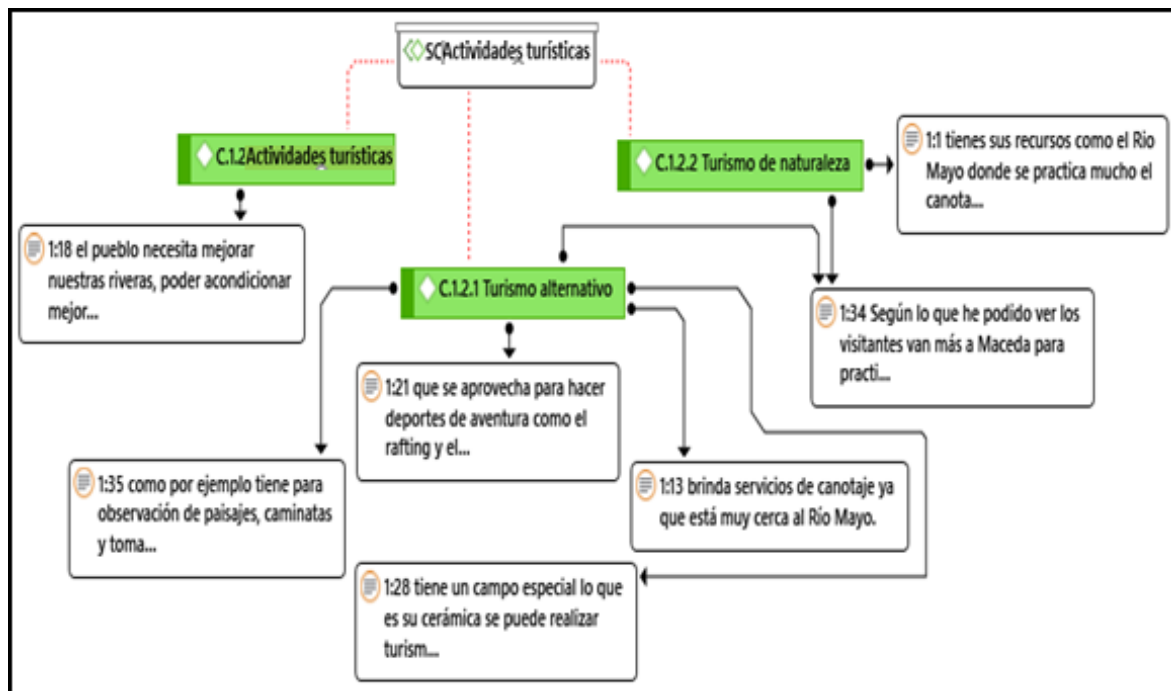 SC Actividades turísticas
C.1.2 Actividades turísticas
C.1.2.2 Turismo de naturaleza
1:1 tienes sus recursos como el Rio
Mayo donde se practica mucho el
canota...
1:18 el pueblo necesita mejorar
nuestras riveras, poder acondicionar
mejor...
C.1.2.1 Turismo alternativo
1:34 Según lo que he podido ver los
visitantes van más a Maceda para
practi...
1:21 que se aprovecha para hacer
deportes de aventura como el
rafting y el...
1:35 como por ejemplo tiene para
observación de paisajes, caminatas
y toma...
1:13 brinda servicios de canotaje ya
que está muy cerca al Río Mayo.
1:28 tiene un campo especial lo que
es su cerámica se puede realizar
turism...